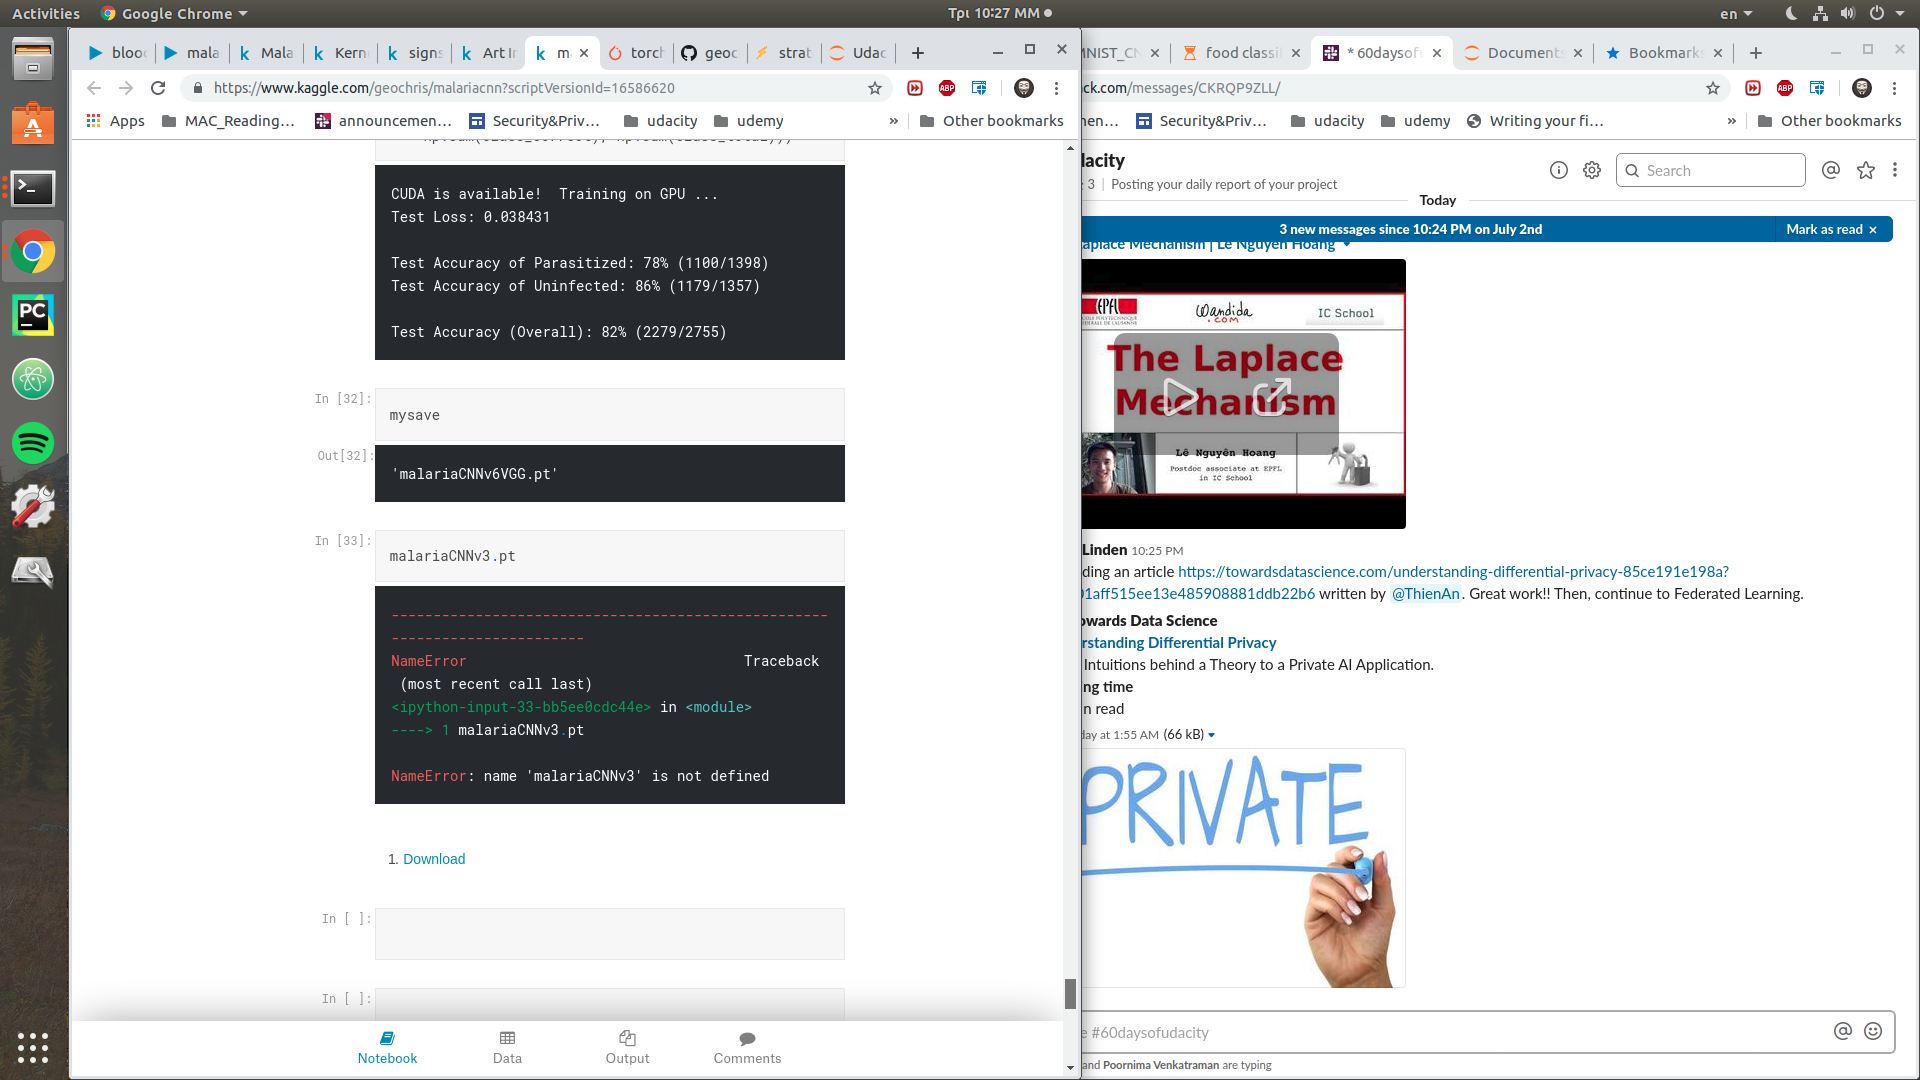 Activities
Google Chrome
Τρι 10:27 ΜΜ
en
blood
mala
Mala
Kern
signs
Art In
ma
torch
geoc
strat
Udac
https://www.kaggle.com/geochris/malariacnn?scriptVersionId=16586620
Apps
MAC_Reading...
announcemen...
Security&Priv...
udacity
udemy
»
Other bookmarks
CUDA is available!  Training on GPU ...
Test Loss: 0.038431
Test Accuracy of Parasitized: 78% (1100/1398)
Test Accuracy of Uninfected: 86% (1179/1357)
Test Accuracy (Overall): 82% (2279/2755)
In [32]:
mysave
Out[32]:
'malariaCNNv6VGG.pt'
In [33]:
malariaCNNv3.pt
---------------------------------------------------------------------------
NameError                                 Traceback
(most recent call last)
<ipython-input-33-bb5ee0cdc44e> in <module>
----> 1 malariaCNNv3.pt
NameError: name 'malariaCNNv3' is not defined
1. Download
In [ ]:
In [ ]:
Notebook
Data
Output
Comments
MNIST_CN
food classif
* 60daysofu
Documents
Bookmarks
ck.com/messages/CKRQP9ZLL/
men...
Security&Priv...
udacity
udemy
Writing your fi...
»
Other bookmarks
dacity
3 | Posting your daily report of your project
Search
Today
3 new messages since 10:24 PM on July 2nd
Mark as read ×
aplace Mechanism | Lê Nguyên Hoang
EPFL
Wandida
.COM
IC School
The Laplace
Mechanism
Lê Nguyên Hoang
Postdoc associate at EPFL
in IC School
Linden 10:25 PM
ding an article https://towardsdatascience.com/understanding-differential-privacy-85ce191e198a?
01aff515ee13e485908881ddb22b6 written by @ThienAn. Great work!! Then, continue to Federated Learning.
owards Data Science
rstanding Differential Privacy
Intuitions behind a Theory to a Private AI Application.
ng time
n read
day at 1:55 AM (66 kB)
PRIVATE
e #60daysofudacity
and Poornima Venkatraman are typing